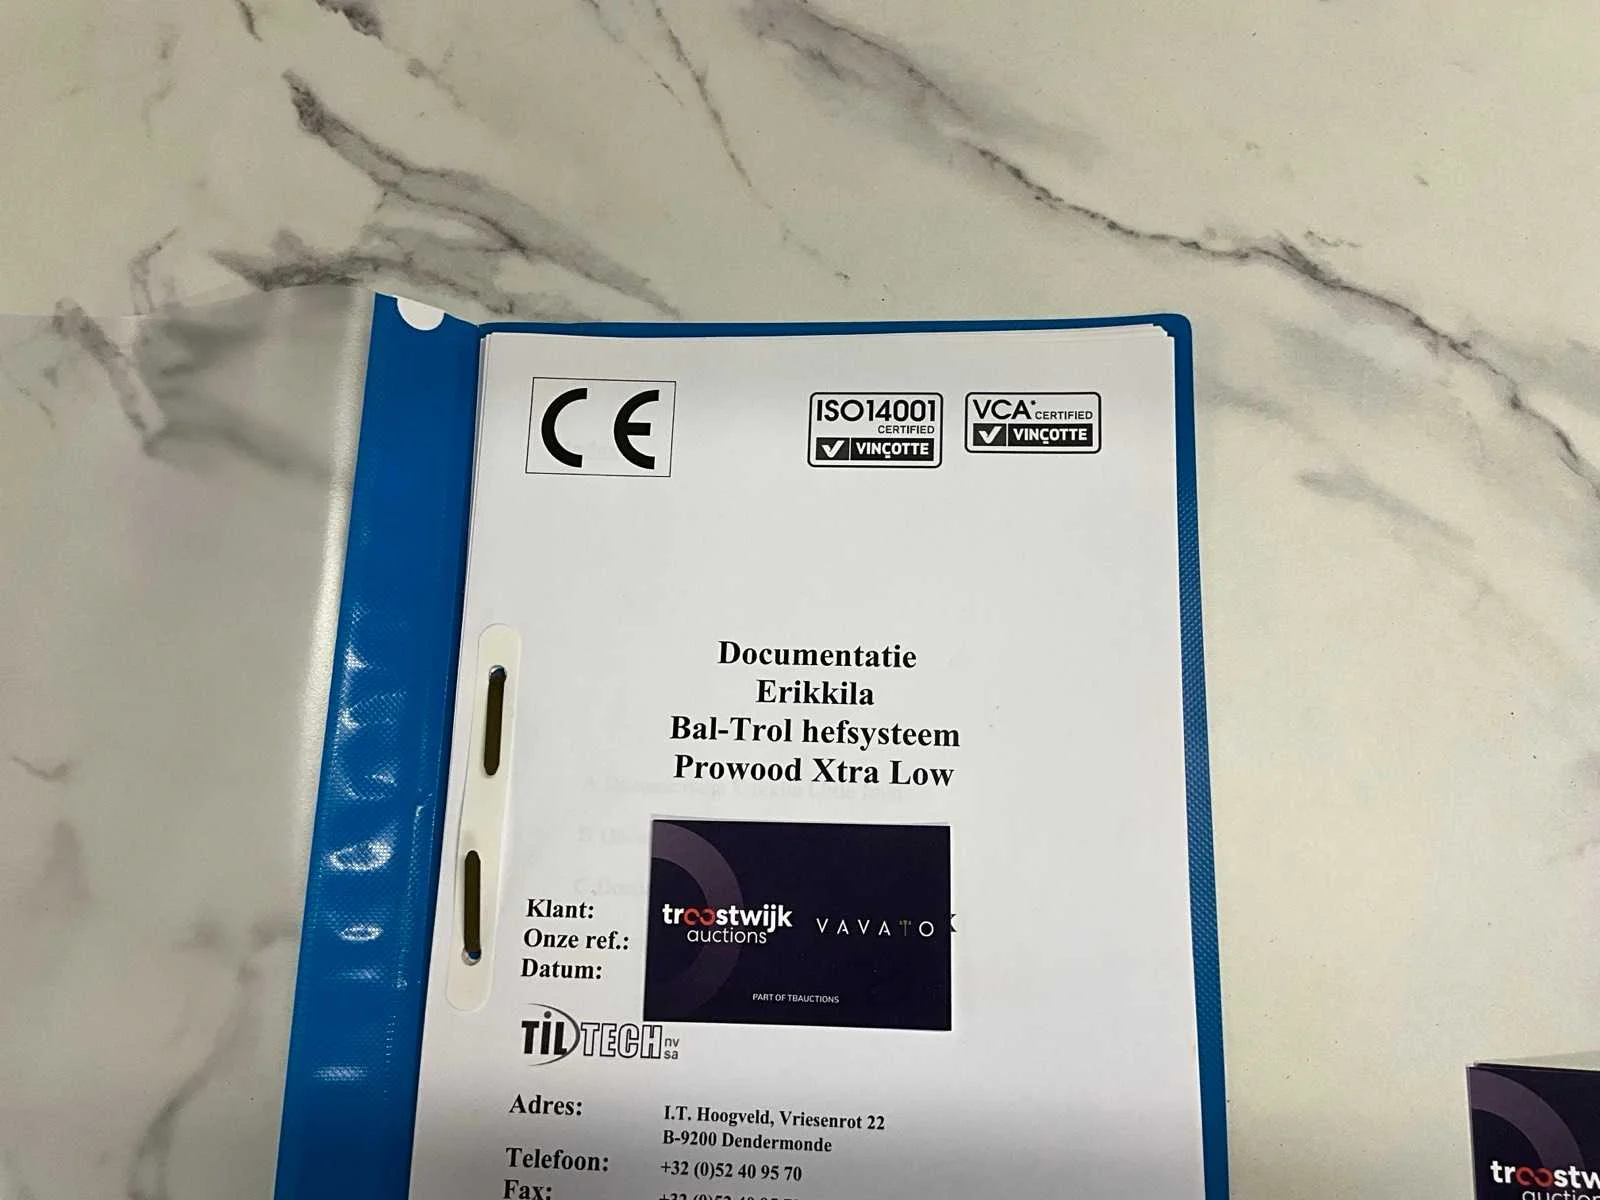 CE
ISO14001
CERTIFIED
VINÇOTTE
VCA*
CERTIFIED
VINÇOTTE
Documentatie
Erikkila
Bal-Trol hefsysteem
Prowood Xtra Low
Klant:
Onze ref.:
Datum:
troostwijk
auctions
VAVATO
PART OF TBAUCTIONS
TİLTECH nv sa
Adres: I.T. Hoogveld, Vriesenrot 22
B-9200 Dendermonde
Telefoon: +32 (0)52 40 95 70
Fax: